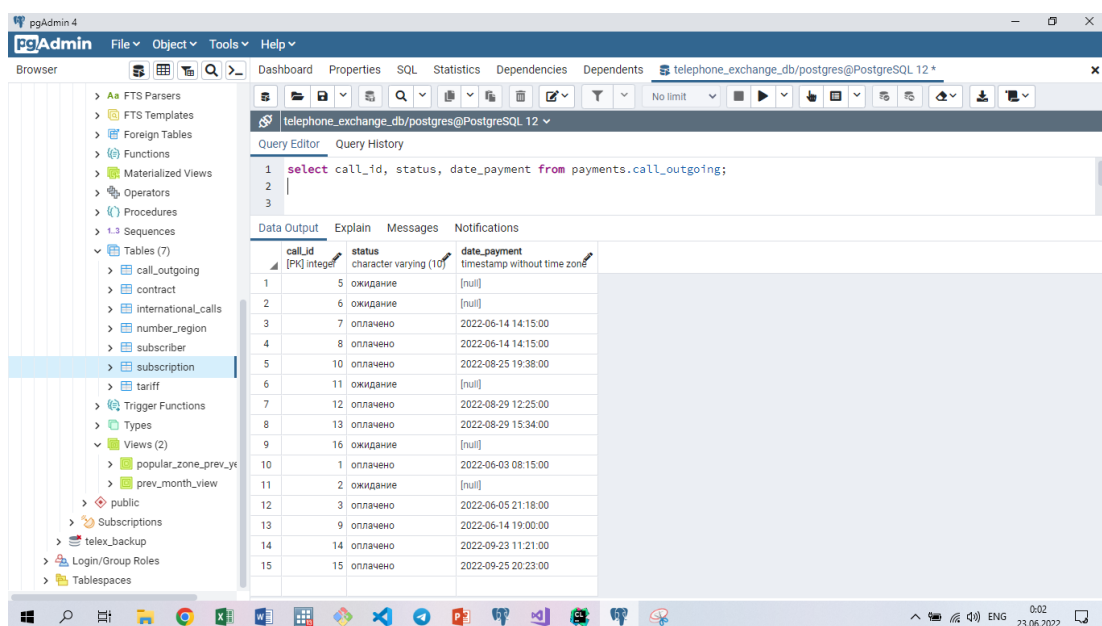 pgAdmin 4
pgAdmin File Object Tools Help
Browser Dashboard Properties SQL Statistics Dependencies Dependents telephone_exchange_db/postgres@PostgreSQL 12 *
No limit
telephone_exchange_db/postgres@PostgreSQL 12
Query Editor Query History
1 select call_id, status, date_payment from payments.call_outgoing;
2
3
Data Output Explain Messages Notifications
call_id status date_payment
[PK] integer character varying (10) timestamp without time zone
1 5 ожидание [null]
2 6 ожидание [null]
3 7 оплачено 2022-06-14 14:15:00
4 8 оплачено 2022-06-14 14:15:00
5 10 оплачено 2022-08-25 19:38:00
6 11 ожидание [null]
7 12 оплачено 2022-08-29 12:25:00
8 13 оплачено 2022-08-29 15:34:00
9 16 ожидание [null]
10 1 оплачено 2022-06-03 08:15:00
11 2 ожидание [null]
12 3 оплачено 2022-06-05 21:18:00
13 9 оплачено 2022-06-14 19:00:00
14 14 оплачено 2022-09-23 11:21:00
15 15 оплачено 2022-09-25 20:23:00
Aa FTS Parsers
FTS Templates
Foreign Tables
Functions
Materialized Views
Operators
Procedures
1..3 Sequences
Tables (7)
call_outgoing
contract
international_calls
number_region
subscriber
subscription
tariff
Trigger Functions
Types
Views (2)
popular_zone_prev_ye
prev_month_view
public
Subscriptions
telex_backup
Login/Group Roles
Tablespaces
ENG 0:02
23.06.2022